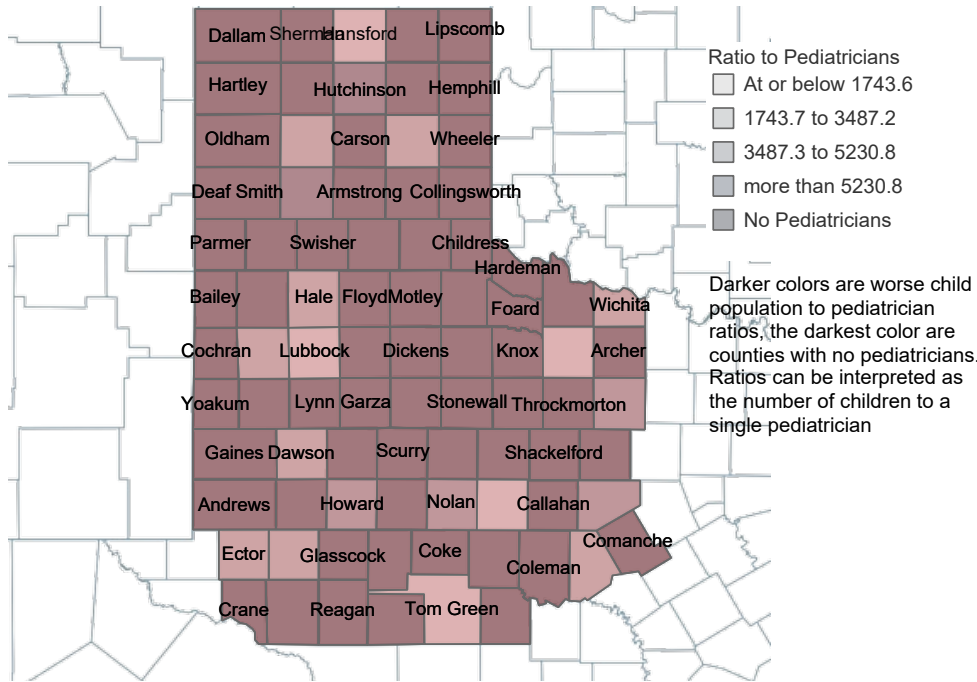 Dallam Sherman Hansford Lipscomb
Hartley Hutchinson Hemphill
Oldham Carson Wheeler
Deaf Smith Armstrong Collingsworth
Parmer Swisher Childress
Hardeman
Bailey Hale Floyd Motley Foard Wichita
Cochran Lubbock Dickens Knox Archer
Yoakum Lynn Garza Stonewall Throckmorton
Gaines Dawson Scurry Shackelford
Andrews Howard Nolan Callahan
Ector Glasscock Coke Coleman Comanche
Crane Reagan Tom Green
Ratio to Pediatricians
At or below 1743.6
1743.7 to 3487.2
3487.3 to 5230.8
more than 5230.8
No Pediatricians
Darker colors are worse child
population to pediatrician
ratios, the darkest color are
counties with no pediatricians.
Ratios can be interpreted as
the number of children to a
single pediatrician